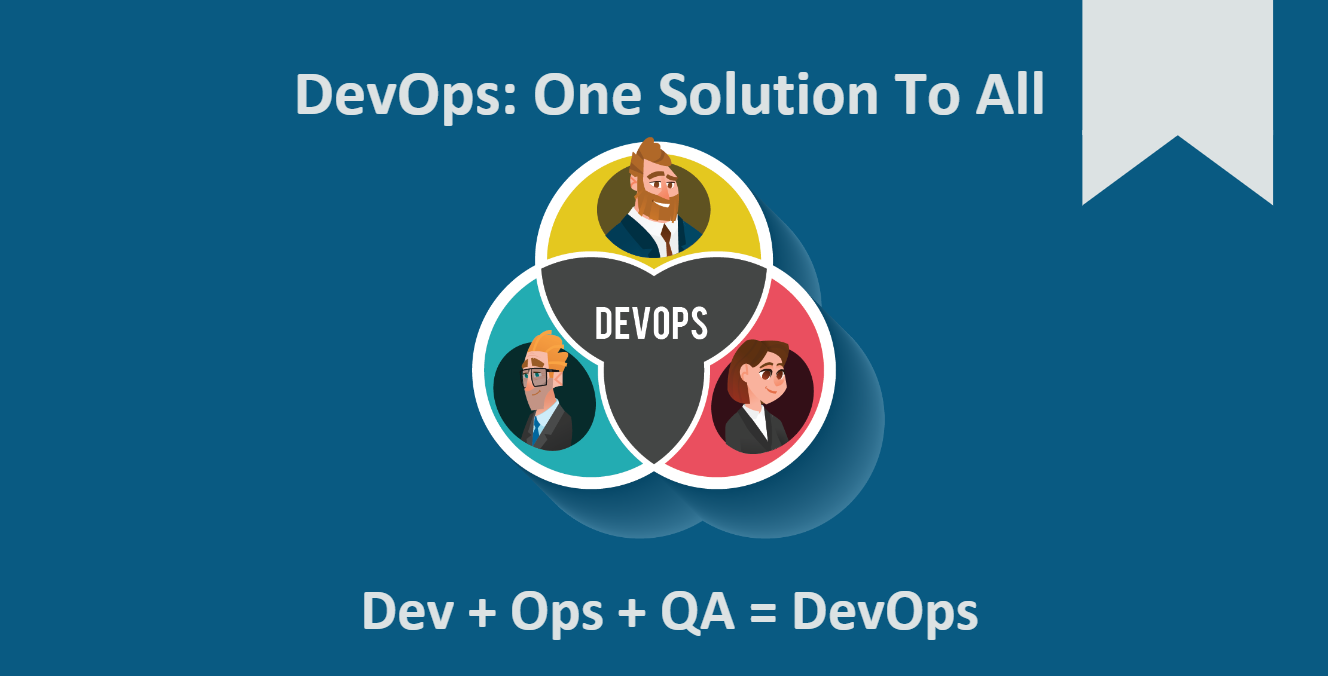 DevOps: One Solution To All
DEVOPS
Dev + Ops + QA = DevOps